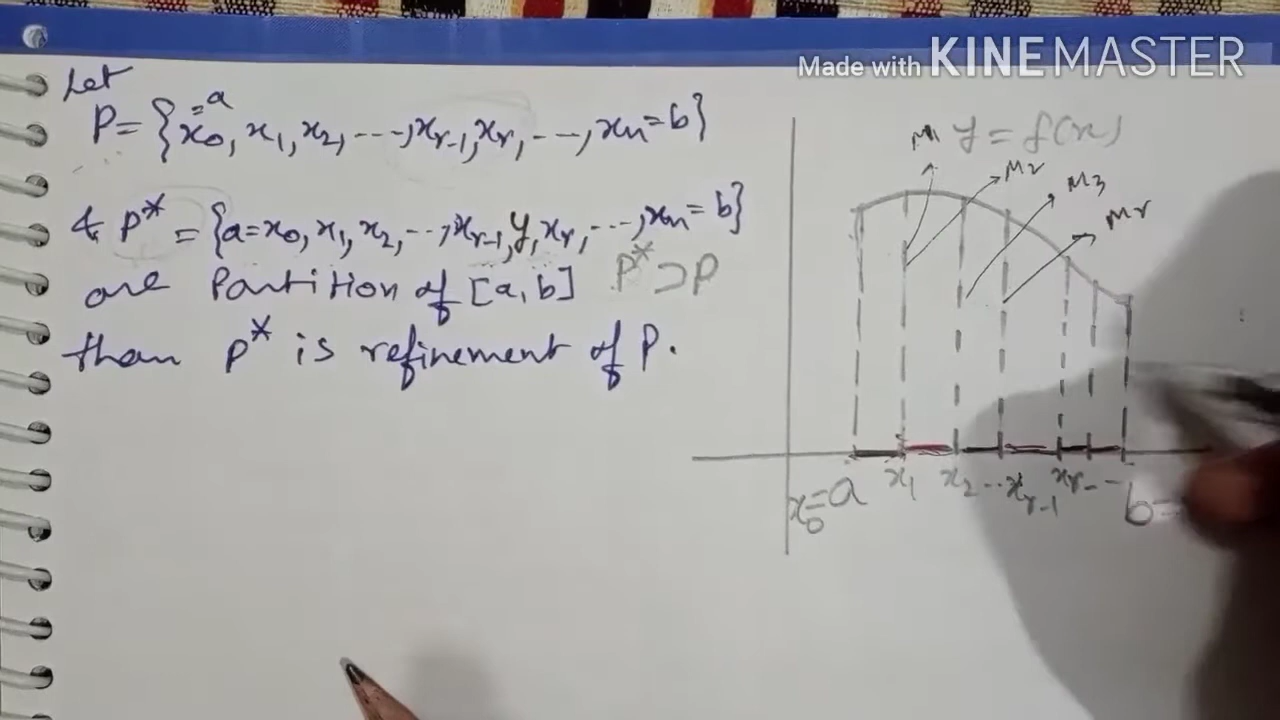 Let
P = {x₀ = a, x₁, x₂, ---, xᵣ₋₁, xᵣ, ---, xₙ = b}
& P* = {a = x₀, x₁, x₂, --, xᵣ₋₁, y, xᵣ, ---, xₙ = b}
are Partition of [a, b] P* ⊃ P
than P* is refinement of P.
Made with KINEMASTER
y = f(x)
M1 M2 M3 Mr
x₀ = a x₁ x₂ -- xᵣ₋₁ xᵣ -- b =